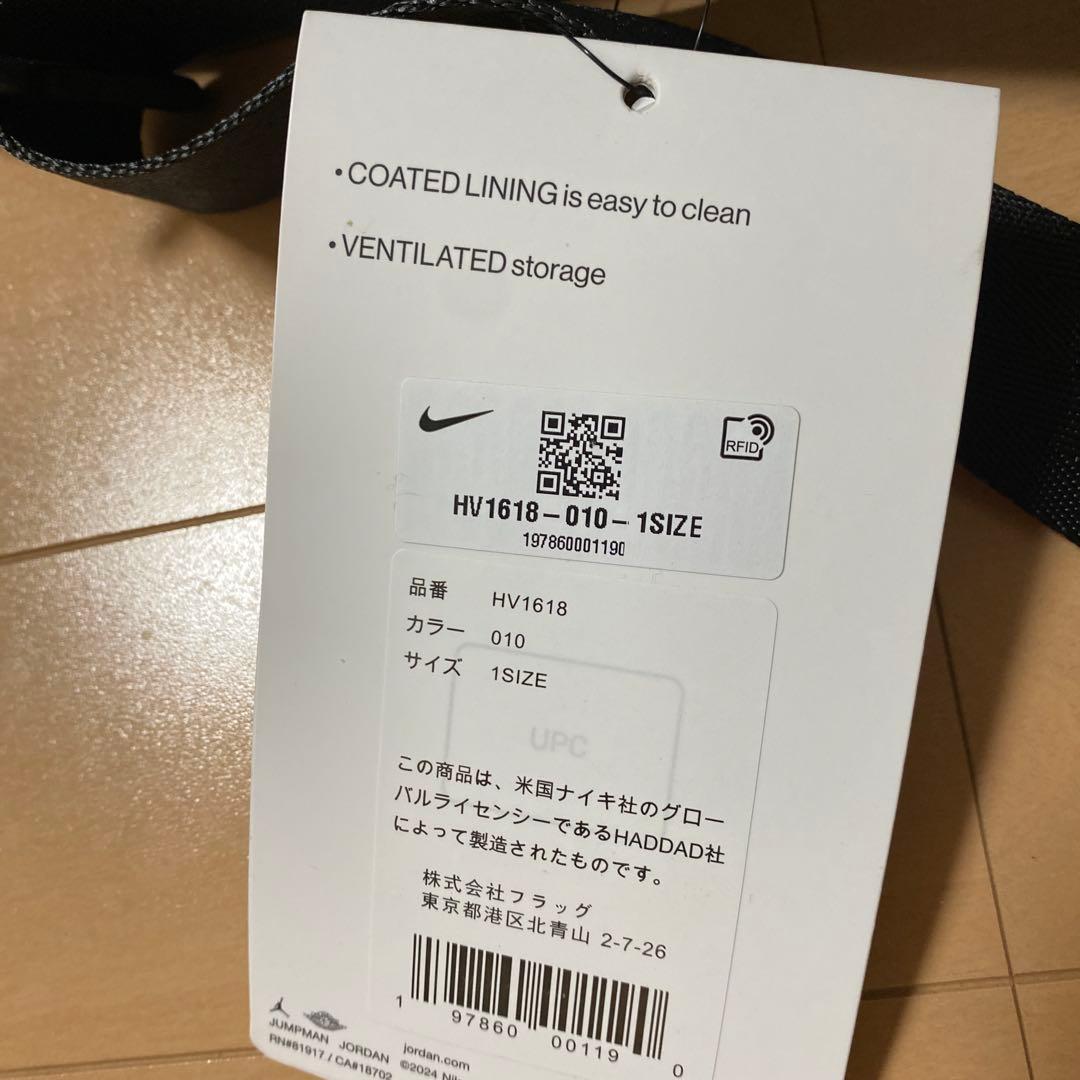 • COATED LINING is easy to clean
• VENTILATED storage
RFID
HV1618-010-1SIZE
197860001190
品番 HV1618
カラー 010
サイズ 1SIZE
UPC
この商品は、米国ナイキ社のグロー
バルライセンシーであるHADDAD社
によって製造されたものです。
株式会社フラッグ
東京都港区北青山 2-7-26
1 97860 00119 0
JUMPMAN JORDAN jordan.com
RN#81917 / CA#18702 ©2024